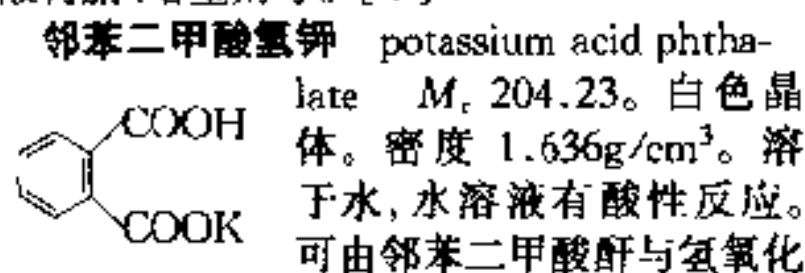 邻苯二甲酸氢钾 potassium acid phtha-
late Mr 204.23。白色晶
COOH
体。密度 1.636g/cm³。溶
于水,水溶液有酸性反应。
COOK
可由邻苯二甲酸酐与氢氧化